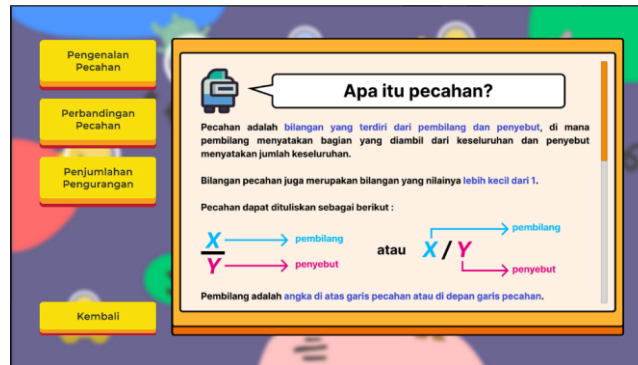 Pengenalan
Pecahan
Perbandingan
Pecahan
Penjumlahan
Pengurangan
Kembali
Apa itu pecahan?
Pecahan adalah bilangan yang terdiri dari pembilang dan penyebut, di mana
pembilang menyatakan bagian yang diambil dari keseluruhan dan penyebut
menyatakan jumlah keseluruhan.
Bilangan pecahan juga merupakan bilangan yang nilainya lebih kecil dari 1.
Pecahan dapat dituliskan sebagai berikut :
X pembilang
Y penyebut
atau
X / Y
pembilang
penyebut
Pembilang adalah angka di atas garis pecahan atau di depan garis pecahan.